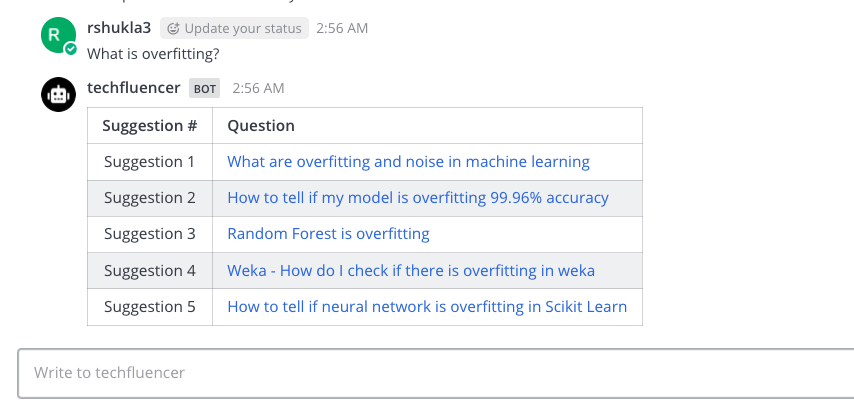 rshukla3 Update your status 2:56 AM
R
What is overfitting?
techfluencer BOT 2:56 AM
Suggestion # Question
Suggestion 1 What are overfitting and noise in machine learning
Suggestion 2 How to tell if my model is overfitting 99.96% accuracy
Suggestion 3 Random Forest is overfitting
Suggestion 4 Weka - How do I check if there is overfitting in weka
Suggestion 5 How to tell if neural network is overfitting in Scikit Learn
Write to techfluencer